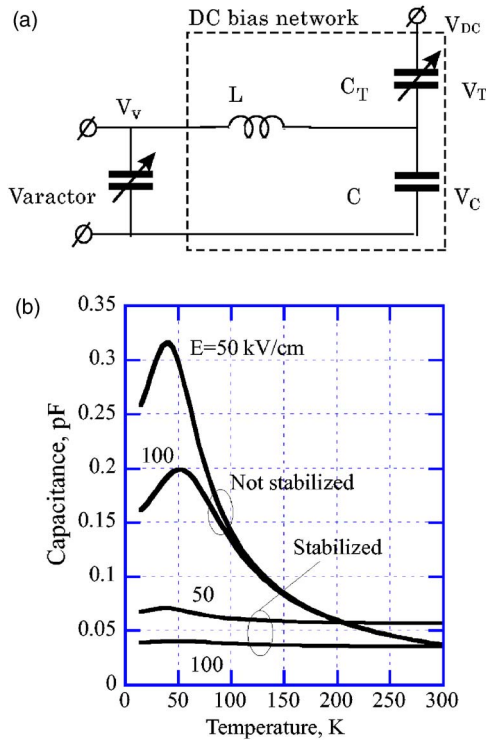 (a)
DC bias network
V_DC
V_v
L
C_T
V_T
Varactor
C
V_C
(b)
0.35
0.3
0.25
0.2
0.15
0.1
0.05
0
Capacitance, pF
E=50 kV/cm
100
Not stabilized
Stabilized
50
100
0 50 100 150 200 250 300
Temperature, K